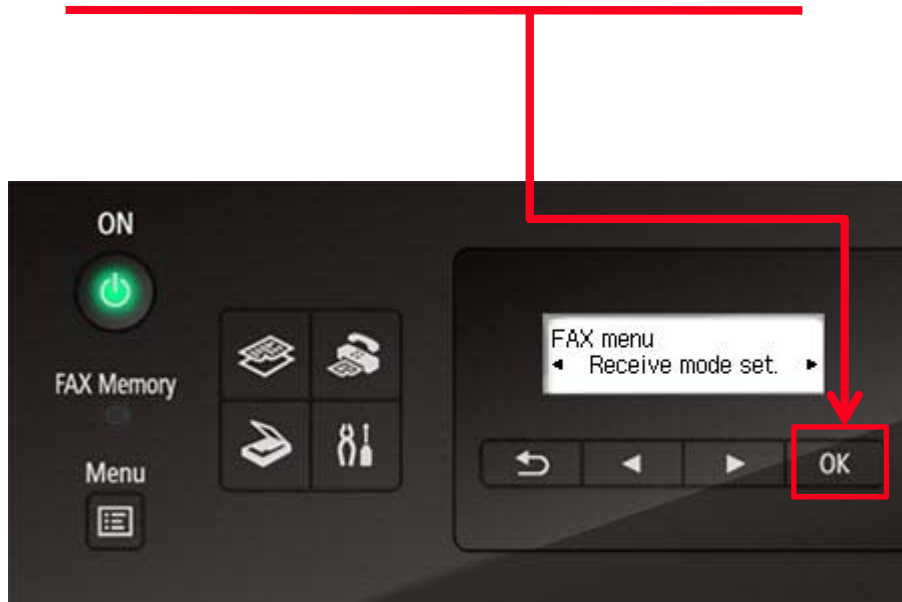 ON
FAX Memory
Menu
FAX menu
◄ Receive mode set. ►
OK